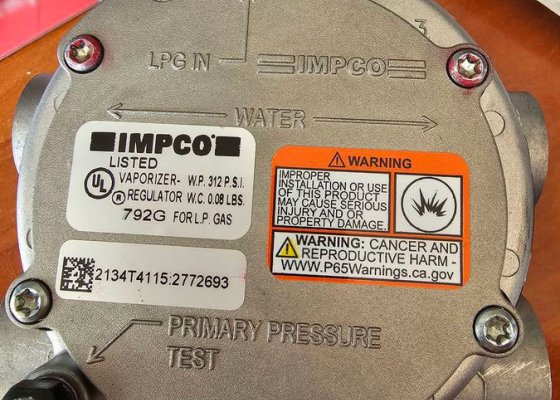 3
LPG IN
IMPCO
WATER
IMPCO
LISTED
UL
®
VAPORIZER- W.P. 312 P.S.I.
REGULATOR W.C. 0.08 LBS.
792G FOR L.P. GAS
WARNING
IMPROPER
INSTALLATION OR USE
OF THIS PRODUCT
MAY CAUSE SERIOUS
INJURY AND OR
PROPERTY DAMAGE.
WARNING: CANCER AND
REPRODUCTIVE HARM -
www.P65Warnings.ca.gov
2134T4115:2772693
PRIMARY PRESSURE
TEST